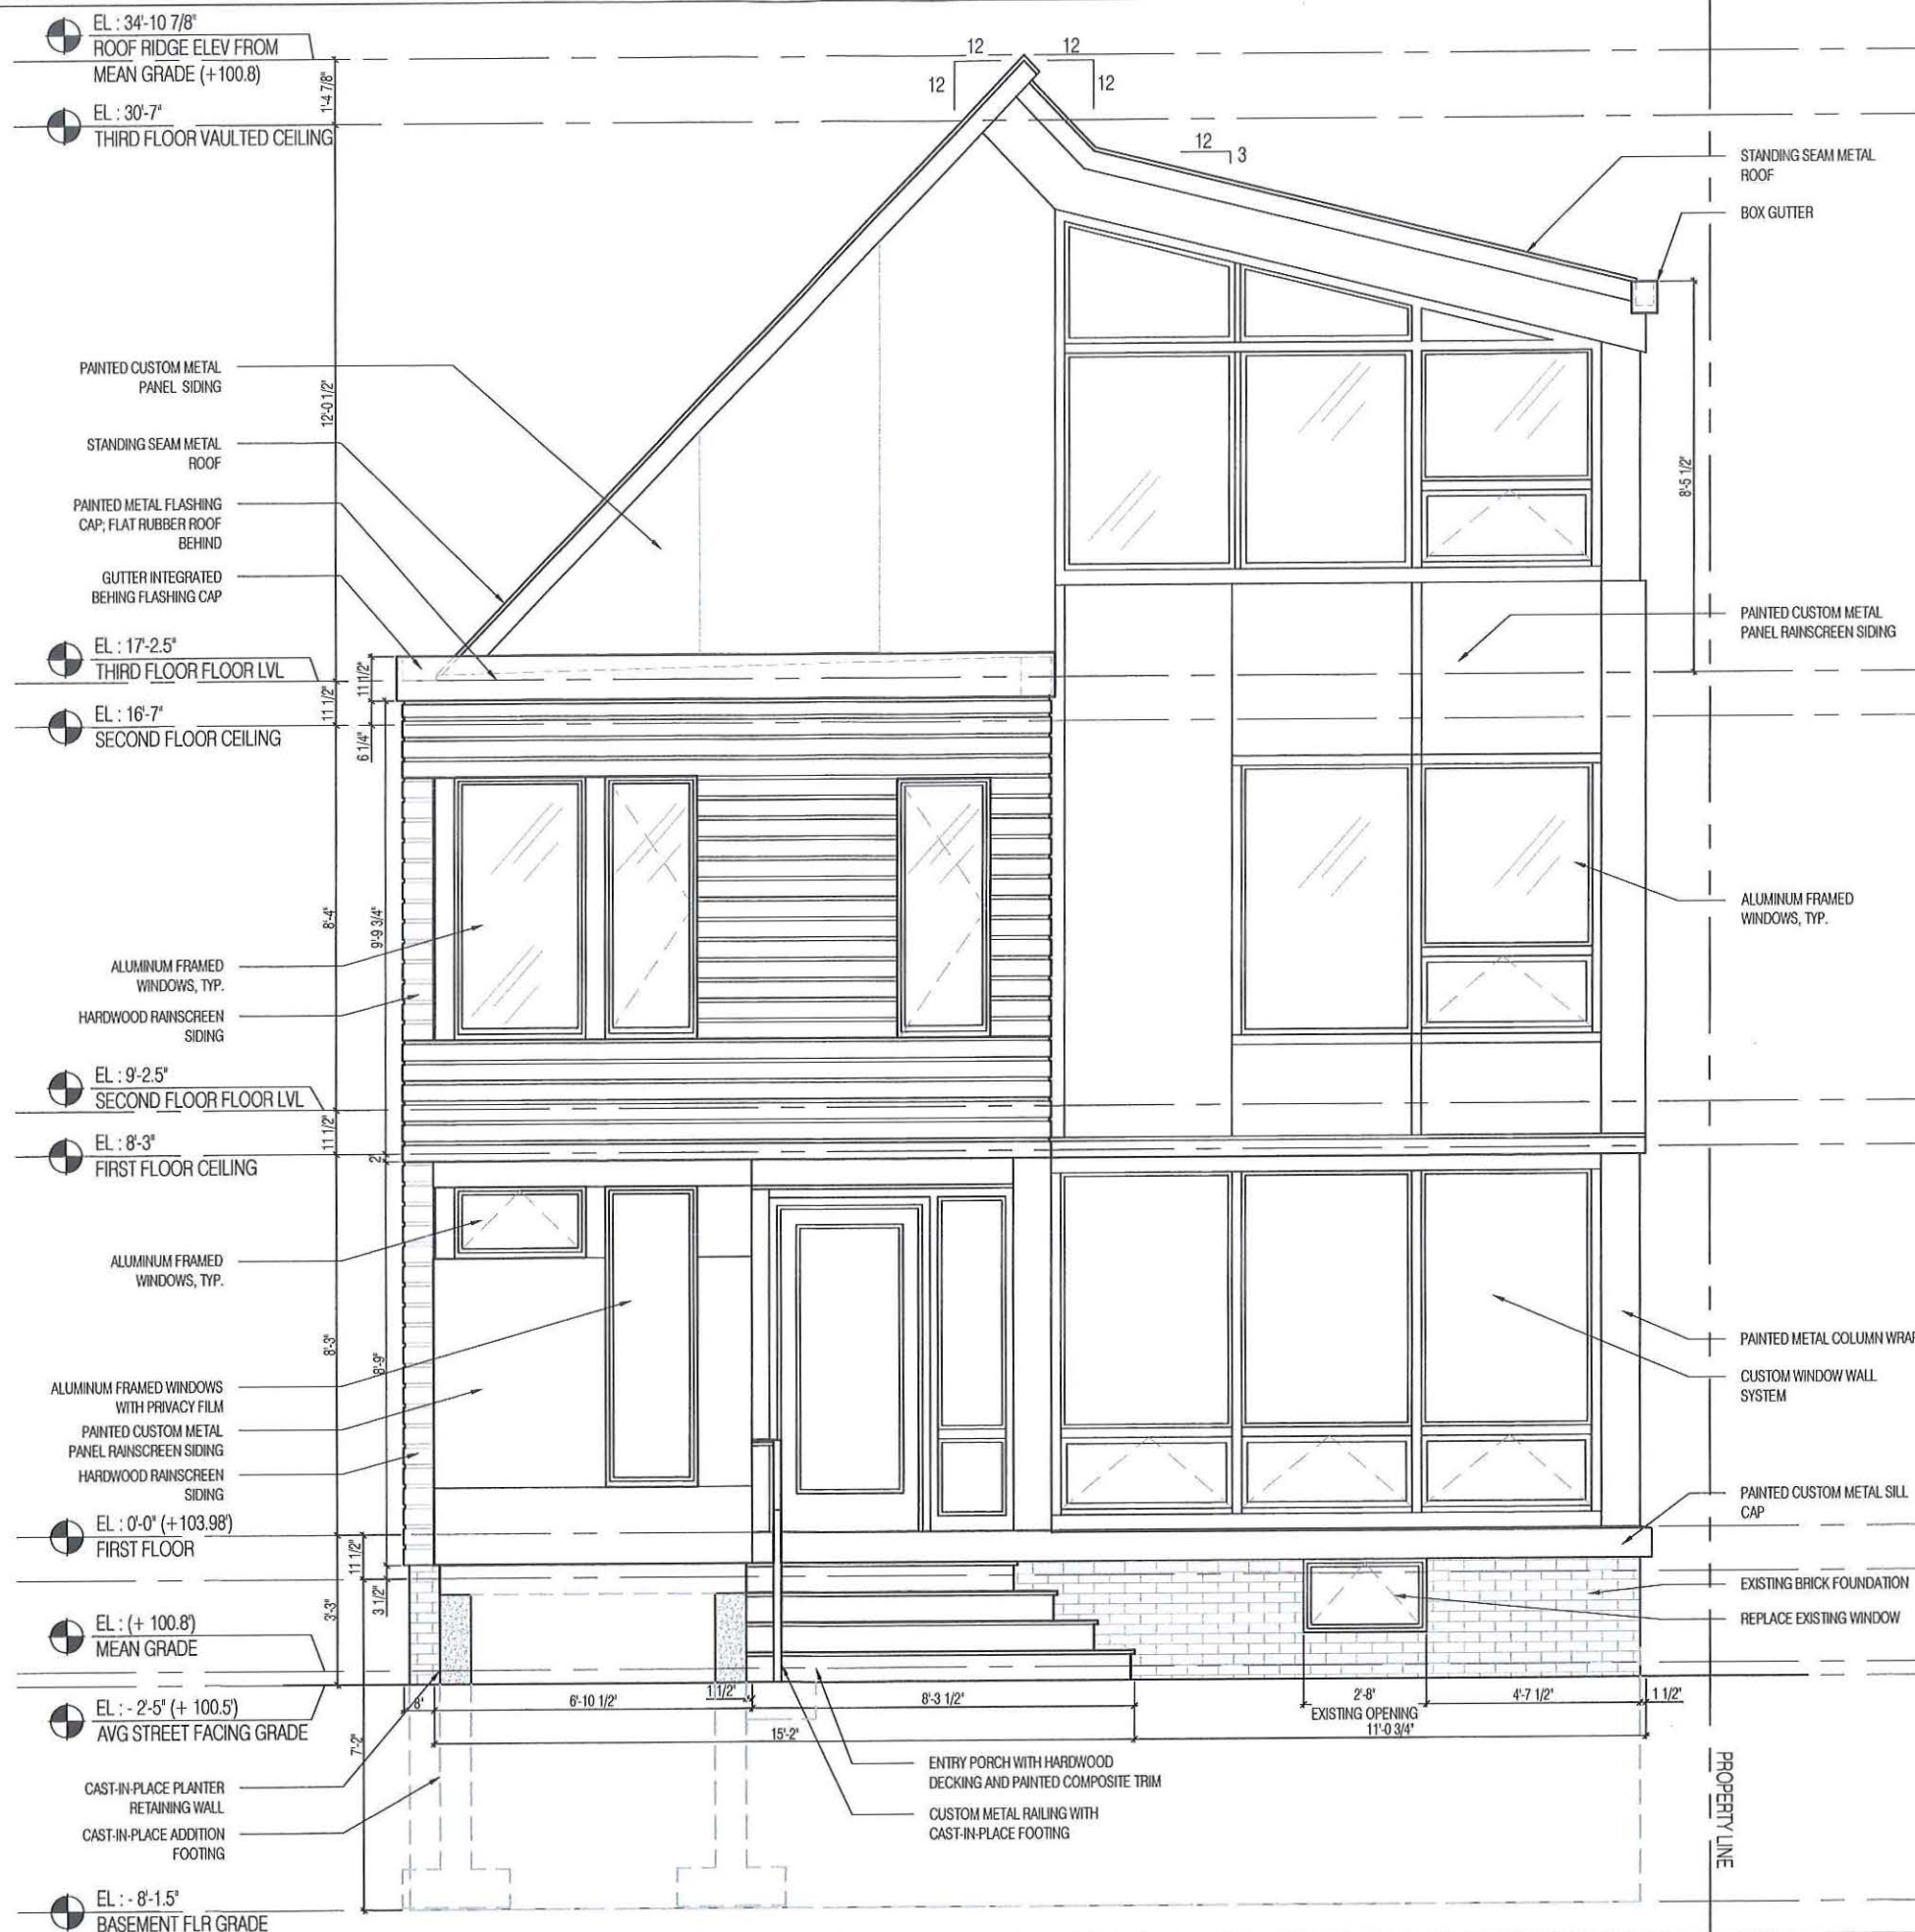 EL : 34'-10 7/8"
ROOF RIDGE ELEV FROM
MEAN GRADE (+100.8)
EL : 30'-7"
THIRD FLOOR VAULTED CEILING
1'-4 7/8"
12
12
12
12
12
3
STANDING SEAM METAL
ROOF
BOX GUTTER
PAINTED CUSTOM METAL
PANEL SIDING
12'-0 1/2"
STANDING SEAM METAL
ROOF
PAINTED METAL FLASHING
CAP; FLAT RUBBER ROOF
BEHIND
GUTTER INTEGRATED
BEHING FLASHING CAP
8'-5 1/2"
PAINTED CUSTOM METAL
PANEL RAINSCREEN SIDING
EL : 17'-2.5"
THIRD FLOOR FLOOR LVL
11 1/2"
11 1/2"
EL : 16'-7"
SECOND FLOOR CEILING
6 1/4"
8'-4"
9'-9 3/4"
ALUMINUM FRAMED
WINDOWS, TYP.
ALUMINUM FRAMED
WINDOWS, TYP.
HARDWOOD RAINSCREEN
SIDING
EL : 9'-2.5"
SECOND FLOOR FLOOR LVL
11 1/2"
EL : 8'-3"
FIRST FLOOR CEILING
2"
ALUMINUM FRAMED
WINDOWS, TYP.
8'-3"
8'-9"
PAINTED METAL COLUMN WRAP
CUSTOM WINDOW WALL
SYSTEM
ALUMINUM FRAMED WINDOWS
WITH PRIVACY FILM
PAINTED CUSTOM METAL
PANEL RAINSCREEN SIDING
HARDWOOD RAINSCREEN
SIDING
PAINTED CUSTOM METAL SILL
CAP
EL : 0'-0" (+103.98')
FIRST FLOOR
11 1/2"
3 1/2"
3'-3"
EXISTING BRICK FOUNDATION
REPLACE EXISTING WINDOW
EL : (+ 100.8')
MEAN GRADE
EL : - 2'-5" (+ 100.5')
AVG STREET FACING GRADE
8"
6'-10 1/2"
1 1/2"
8'-3 1/2"
2'-8"
EXISTING OPENING
4'-7 1/2"
1 1/2"
15'-2"
11'-0 3/4"
7'-2"
CAST-IN-PLACE PLANTER
RETAINING WALL
CAST-IN-PLACE ADDITION
FOOTING
ENTRY PORCH WITH HARDWOOD
DECKING AND PAINTED COMPOSITE TRIM
CUSTOM METAL RAILING WITH
CAST-IN-PLACE FOOTING
PROPERTY LINE
EL : - 8'-1.5"
BASEMENT FLR GRADE